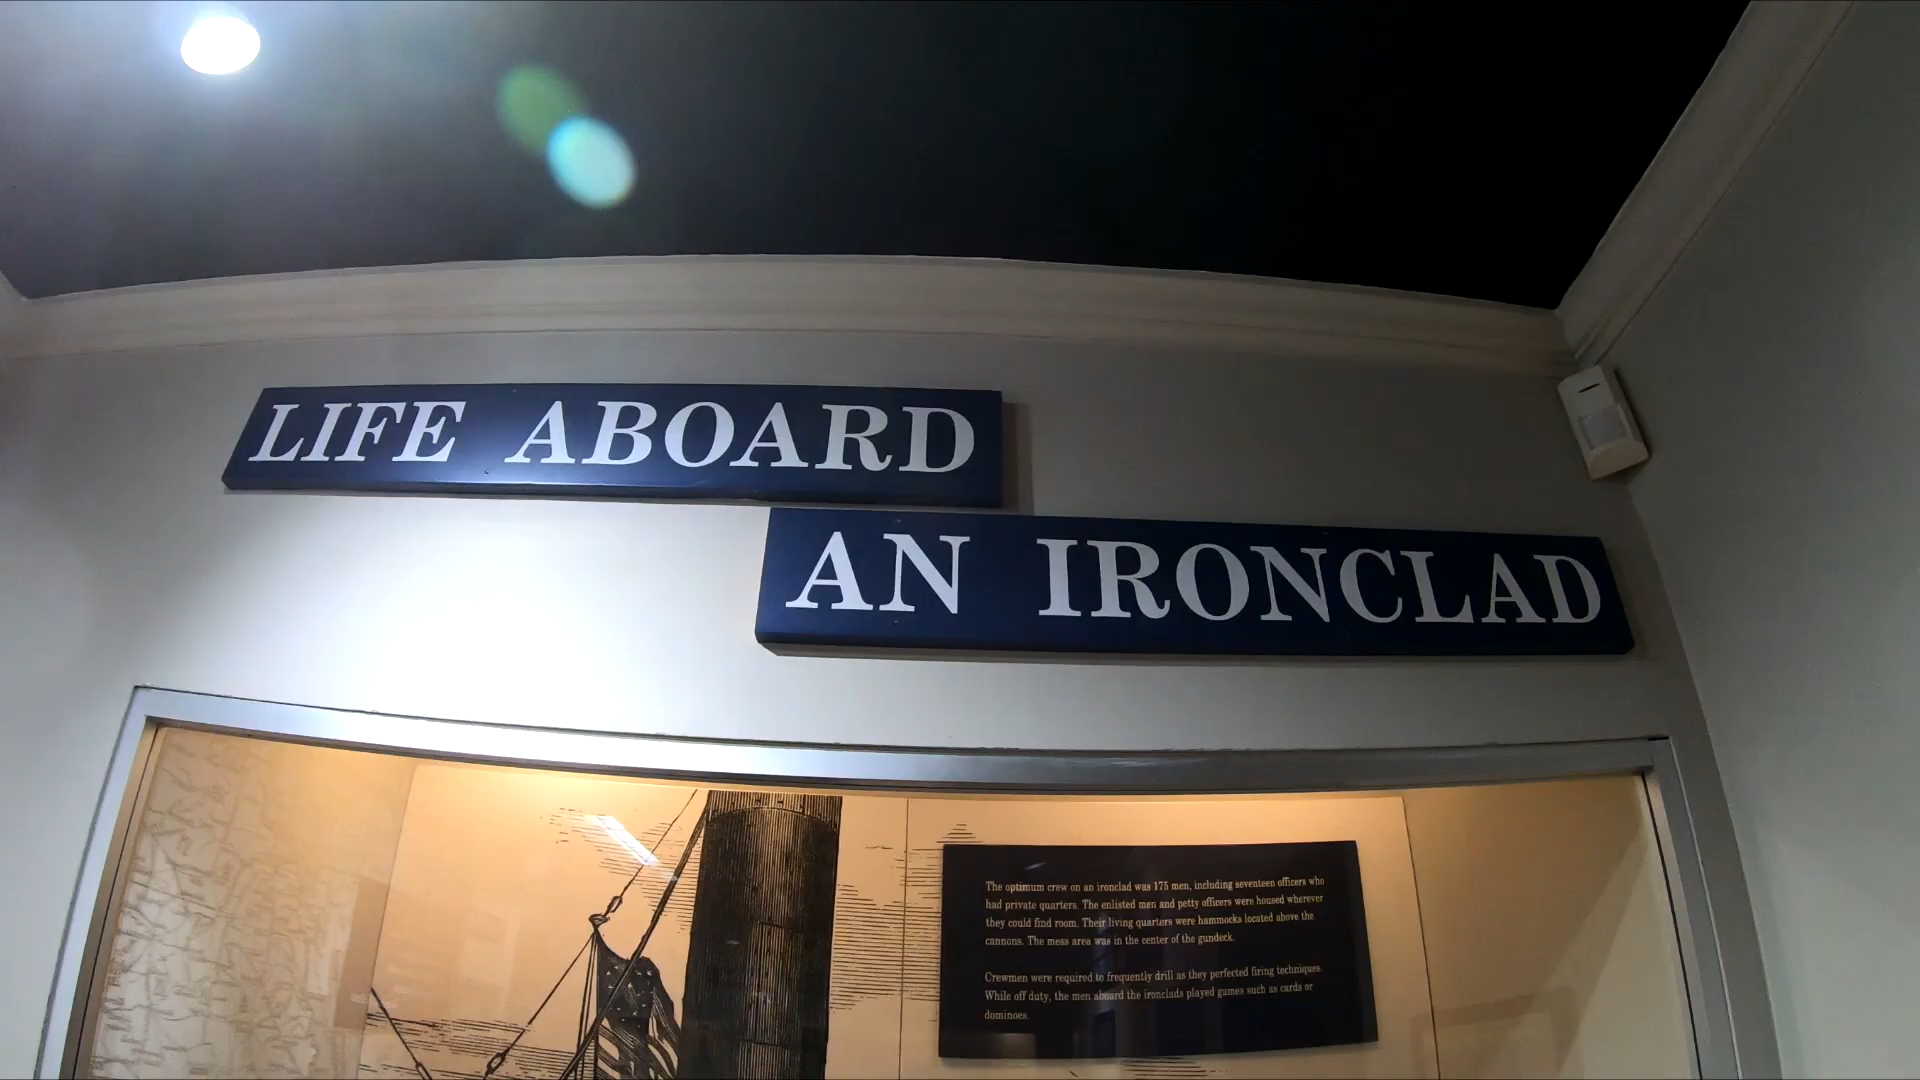 LIFE ABOARD
AN IRONCLAD
The optimum crew on an ironclad was 175 men, including seventeen officers who
had private quarters. The enlisted men and petty officers were housed wherever
they could find room. Their living quarters were hammocks located above the
cannons. The mess area was in the center of the gundeck.
Crewmen were required to frequently drill as they perfected firing techniques.
While off duty, the men aboard the ironclads played games such as cards or
dominoes.